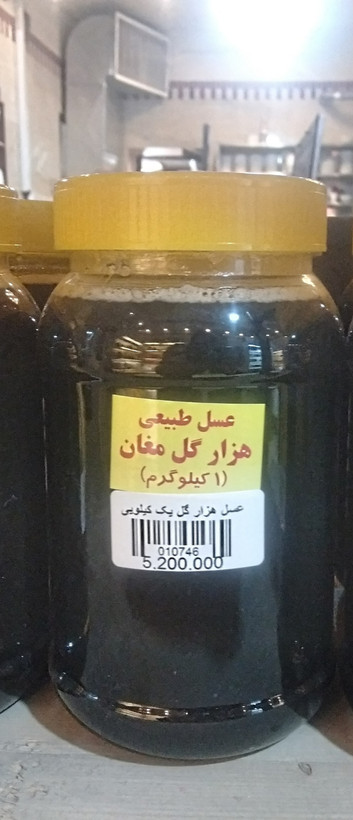 عسل طبیعی
هزار گل مغان
(۱ کیلوگرم)
عسل هزار گل یک کیلویی
010746
5.200.000